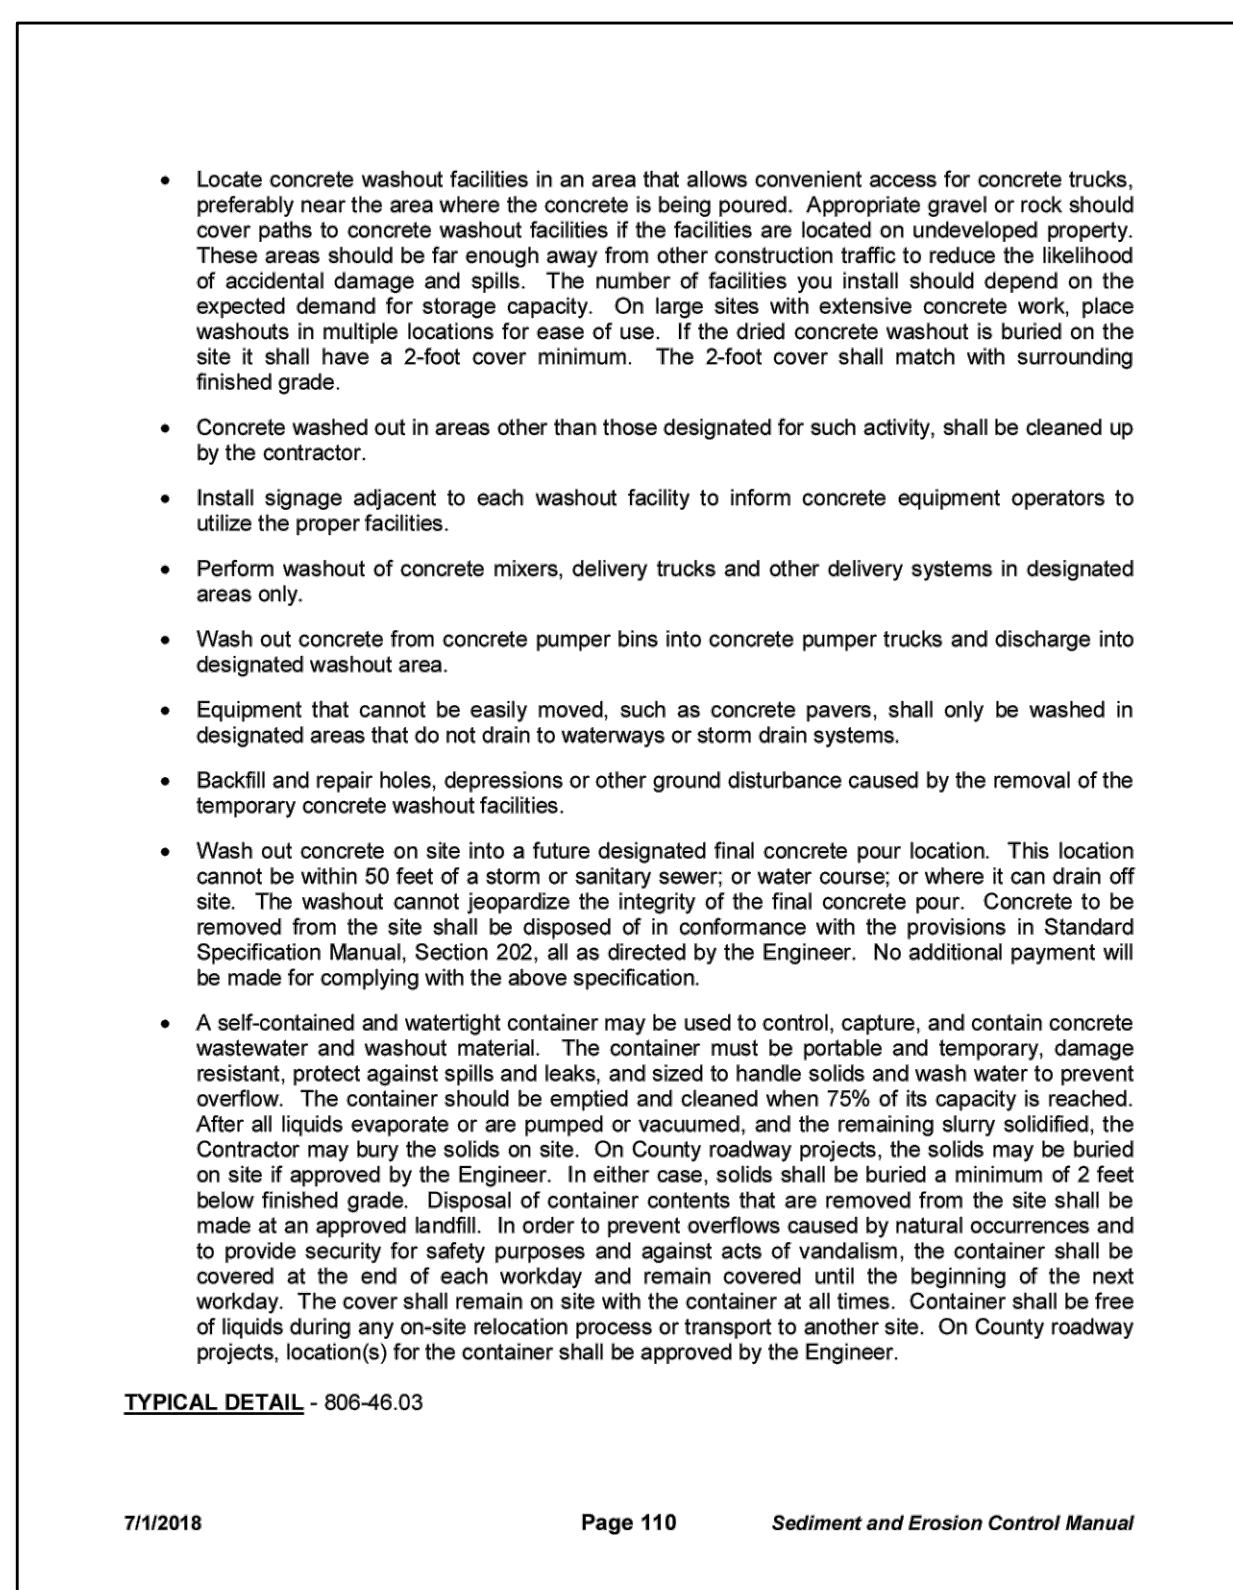 • Locate concrete washout facilities in an area that allows convenient access for concrete trucks,
preferably near the area where the concrete is being poured. Appropriate gravel or rock should
cover paths to concrete washout facilities if the facilities are located on undeveloped property.
These areas should be far enough away from other construction traffic to reduce the likelihood
of accidental damage and spills. The number of facilities you install should depend on the
expected demand for storage capacity. On large sites with extensive concrete work, place
washouts in multiple locations for ease of use. If the dried concrete washout is buried on the
site it shall have a 2-foot cover minimum. The 2-foot cover shall match with surrounding
finished grade.
• Concrete washed out in areas other than those designated for such activity, shall be cleaned up
by the contractor.
• Install signage adjacent to each washout facility to inform concrete equipment operators to
utilize the proper facilities.
• Perform washout of concrete mixers, delivery trucks and other delivery systems in designated
areas only.
• Wash out concrete from concrete pumper bins into concrete pumper trucks and discharge into
designated washout area.
• Equipment that cannot be easily moved, such as concrete pavers, shall only be washed in
designated areas that do not drain to waterways or storm drain systems.
• Backfill and repair holes, depressions or other ground disturbance caused by the removal of the
temporary concrete washout facilities.
• Wash out concrete on site into a future designated final concrete pour location. This location
cannot be within 50 feet of a storm or sanitary sewer; or water course; or where it can drain off
site. The washout cannot jeopardize the integrity of the final concrete pour. Concrete to be
removed from the site shall be disposed of in conformance with the provisions in Standard
Specification Manual, Section 202, all as directed by the Engineer. No additional payment will
be made for complying with the above specification.
• A self-contained and watertight container may be used to control, capture, and contain concrete
wastewater and washout material. The container must be portable and temporary, damage
resistant, protect against spills and leaks, and sized to handle solids and wash water to prevent
overflow. The container should be emptied and cleaned when 75% of its capacity is reached.
After all liquids evaporate or are pumped or vacuumed, and the remaining slurry solidified, the
Contractor may bury the solids on site. On County roadway projects, the solids may be buried
on site if approved by the Engineer. In either case, solids shall be buried a minimum of 2 feet
below finished grade. Disposal of container contents that are removed from the site shall be
made at an approved landfill. In order to prevent overflows caused by natural occurrences and
to provide security for safety purposes and against acts of vandalism, the container shall be
covered at the end of each workday and remain covered until the beginning of the next
workday. The cover shall remain on site with the container at all times. Container shall be free
of liquids during any on-site relocation process or transport to another site. On County roadway
projects, location(s) for the container shall be approved by the Engineer.
TYPICAL DETAIL - 806-46.03
7/1/2018 Page 110 Sediment and Erosion Control Manual